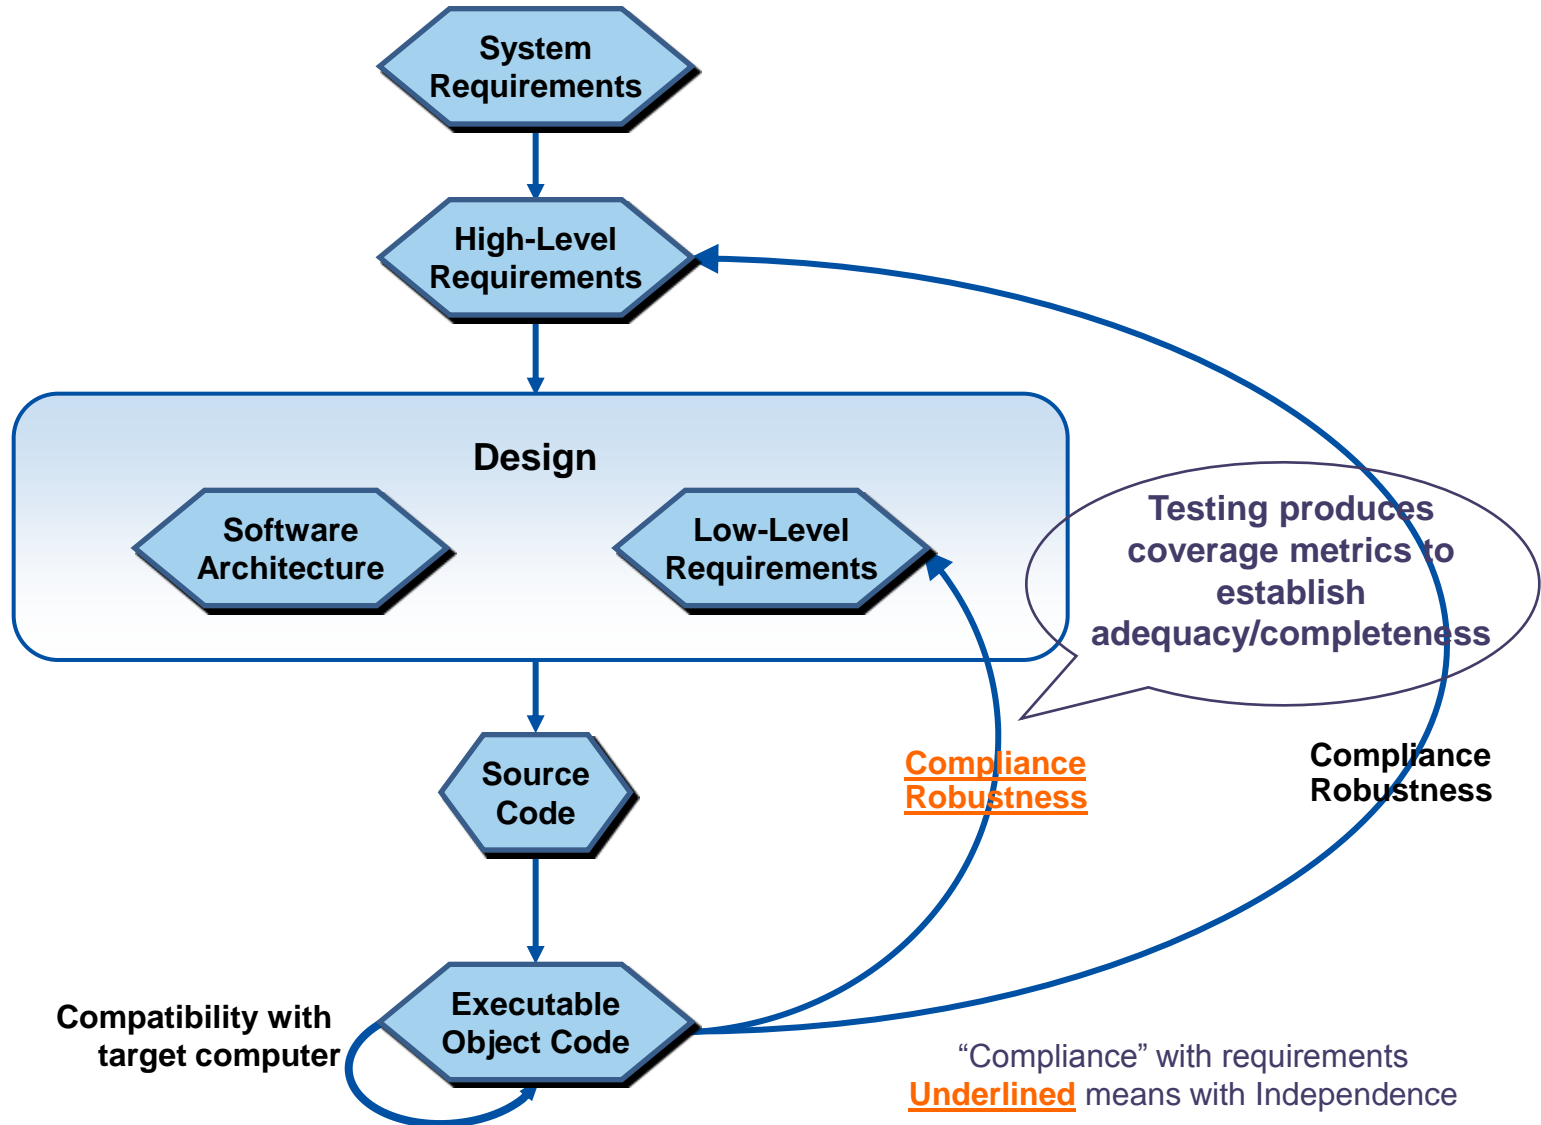 System
Requirements
High-Level
Requirements
Design
Software
Architecture
Low-Level
Requirements
Testing produces
coverage metrics to
establish
adequacy/completeness
Source
Code
Compliance
Robustness
Compliance
Robustness
Executable
Object Code
Compatibility with
target computer
“Compliance” with requirements
Underlined means with Independence